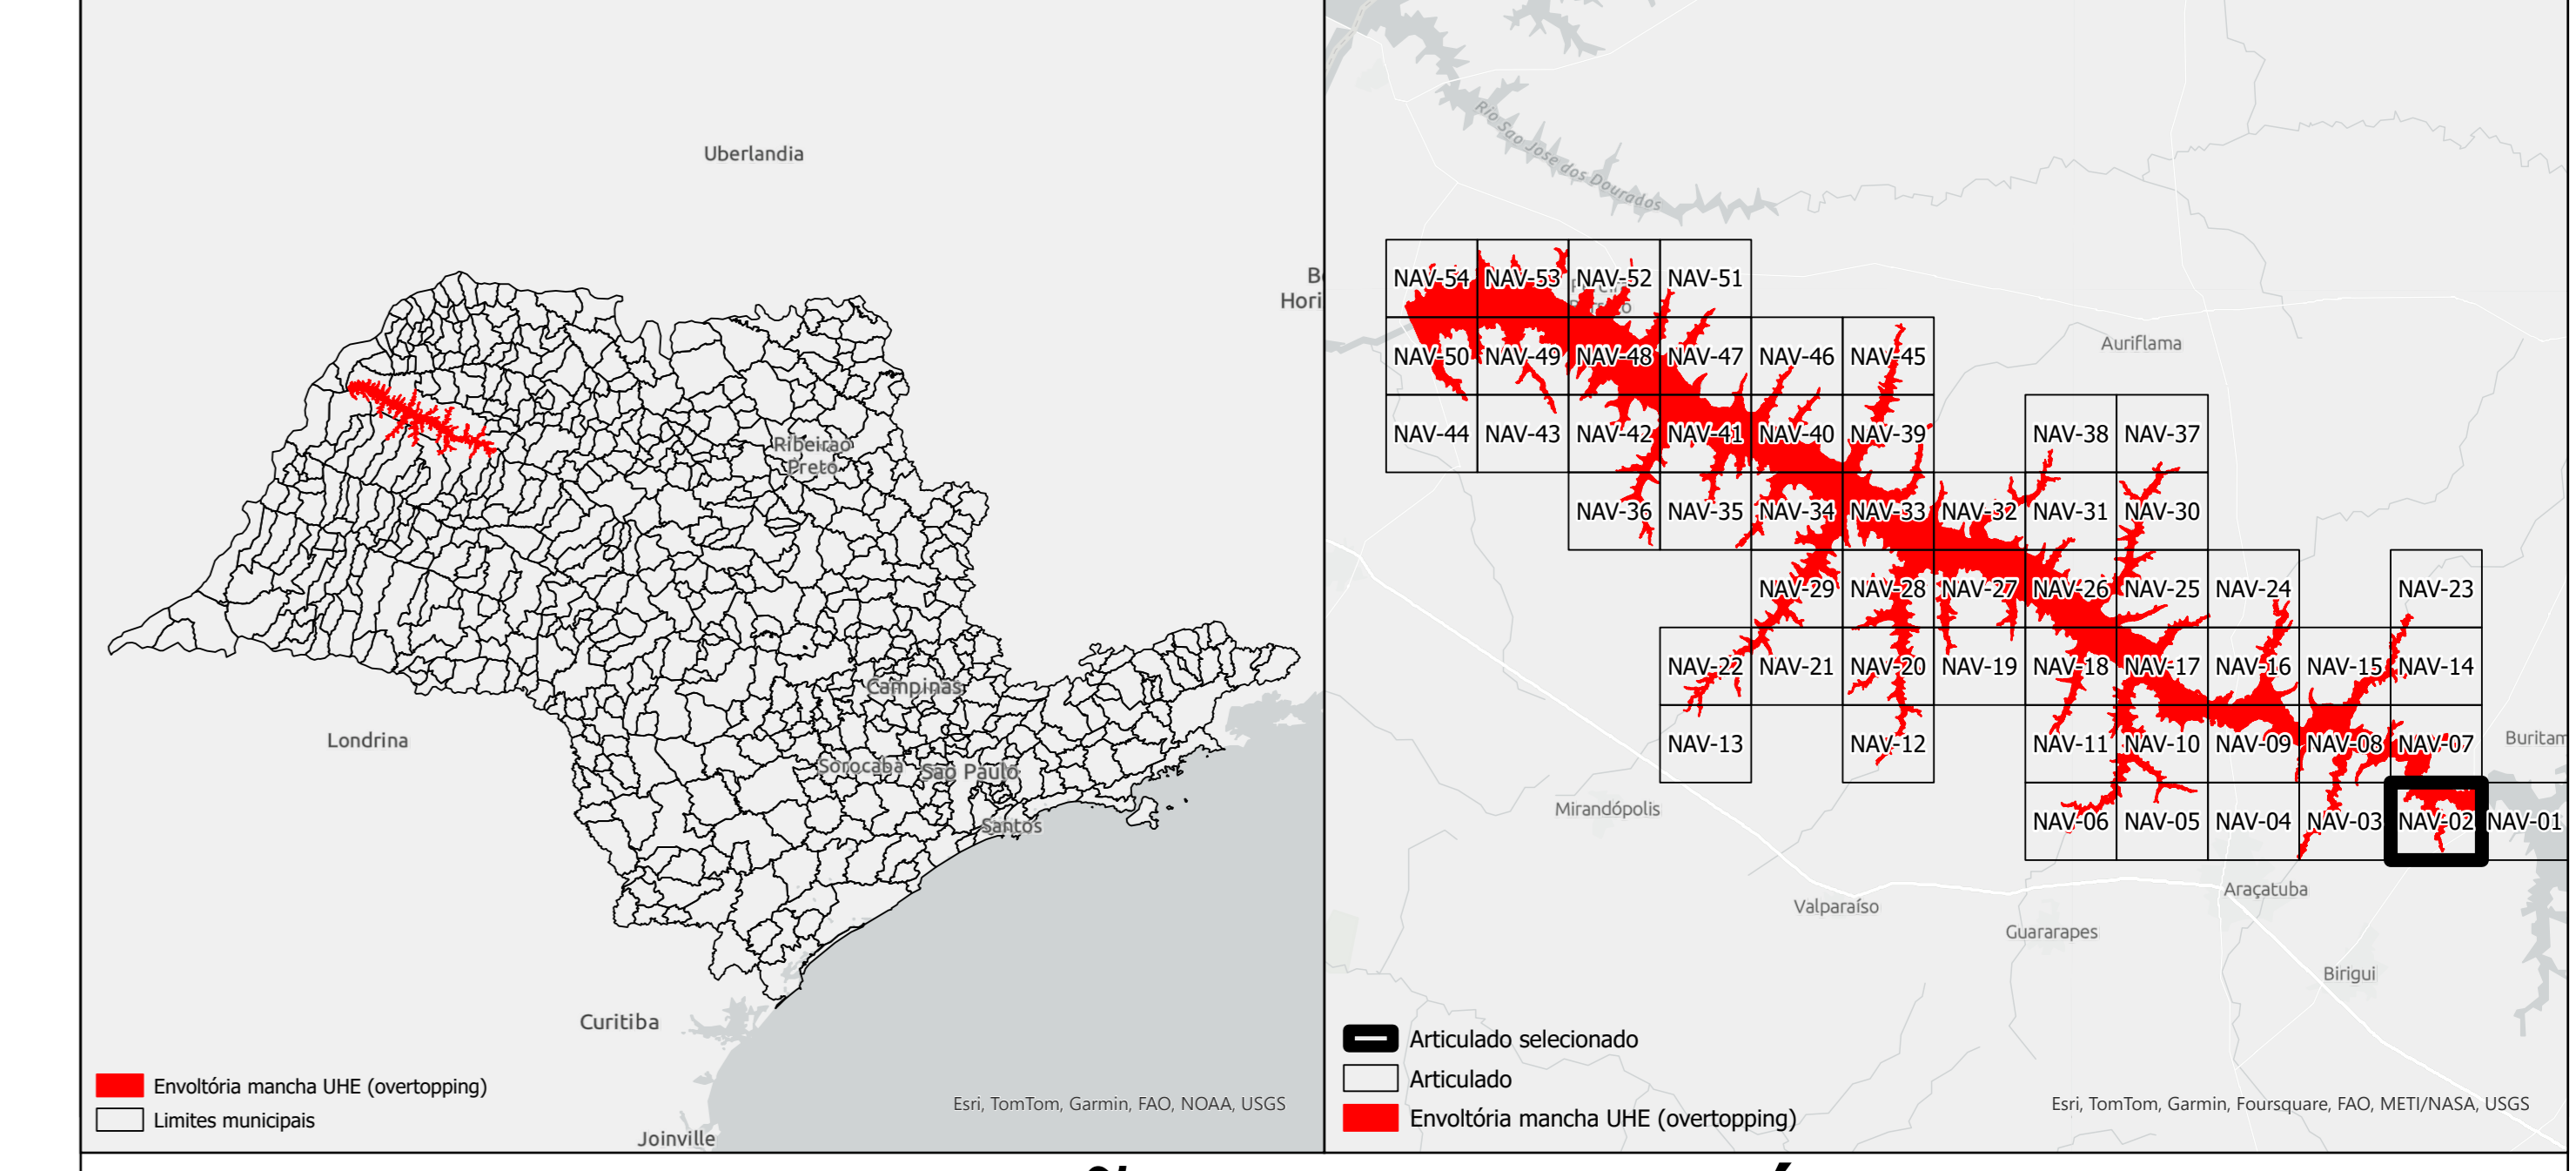 Uberlandia
B
Hori
Ribeirao
Preto
Campinas
Londrina
Sorocaba
Sao Paulo
Santos
Curitiba
Joinville
Envoltória mancha UHE (overtopping)
Limites municipais
Esri, TomTom, Garmin, FAO, NOAA, USGS
Rio Sao Jose dos Dourados
NAV-54 NAV-53 NAV-52 NAV-51
Auriflama
NAV-50 NAV-49 NAV-48 NAV-47 NAV-46 NAV-45
NAV-44 NAV-43 NAV-42 NAV-41 NAV-40 NAV-39 NAV-38 NAV-37
NAV-36 NAV-35 NAV-34 NAV-33 NAV-32 NAV-31 NAV-30
NAV-29 NAV-28 NAV-27 NAV-26 NAV-25 NAV-24 NAV-23
NAV-22 NAV-21 NAV-20 NAV-19 NAV-18 NAV-17 NAV-16 NAV-15 NAV-14
NAV-13 NAV-12 NAV-11 NAV-10 NAV-09 NAV-08 NAV-07 Buritam
Mirandópolis
NAV-06 NAV-05 NAV-04 NAV-03 NAV-02 NAV-01
Araçatuba
Valparaíso
Guararapes
Birigui
Articulado selecionado
Articulado
Envoltória mancha UHE (overtopping)
Esri, TomTom, Garmin, Foursquare, FAO, METI/NASA, USGS